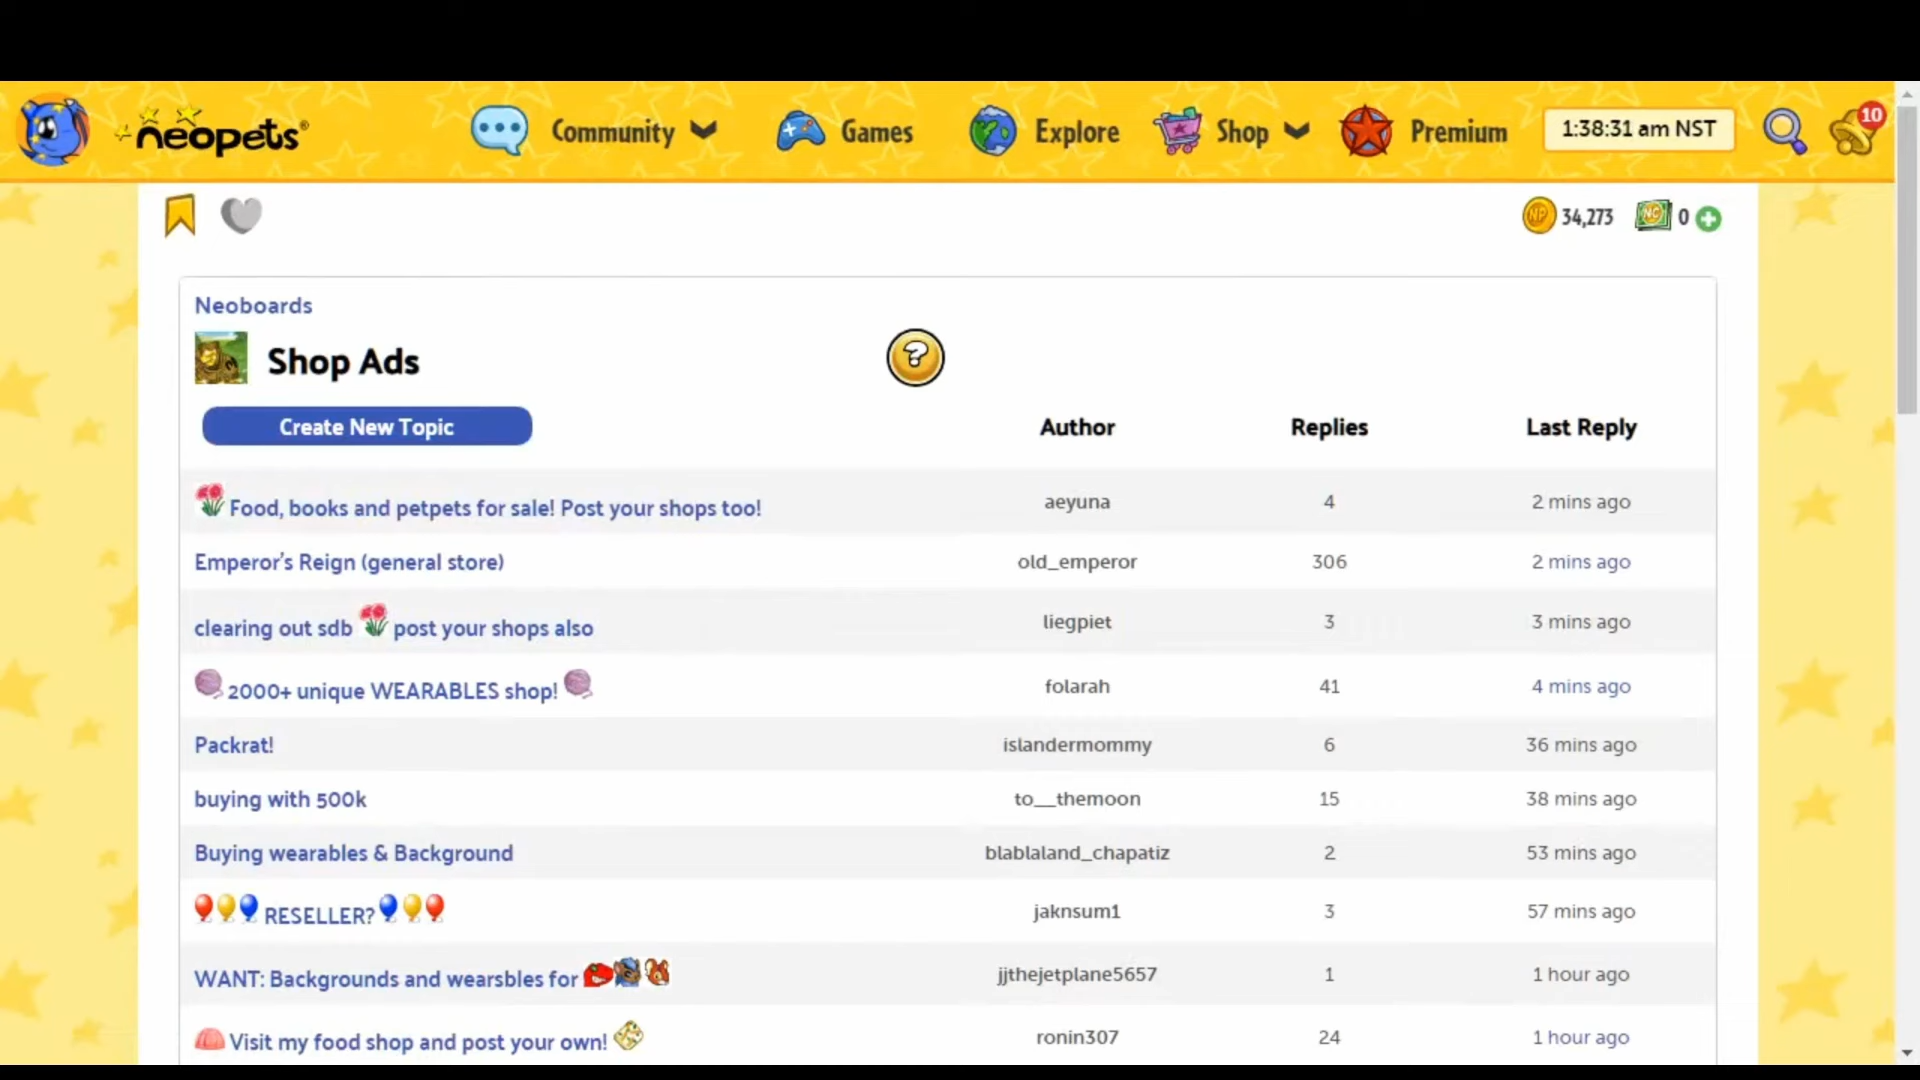 neopets®
Community
Games
Explore
Shop
Premium
1:38:31 am NST
10
NP
34,273
NC
0
Neoboards
Shop Ads
?
Create New Topic Author Replies Last Reply
Food, books and petpets for sale! Post your shops too! aeyuna 4 2 mins ago
Emperor's Reign (general store) old_emperor 306 2 mins ago
clearing out sdb post your shops also liegpiet 3 3 mins ago
2000+ unique WEARABLES shop! folarah 41 4 mins ago
Packrat! islandermommy 6 36 mins ago
buying with 500k to__themoon 15 38 mins ago
Buying wearables & Background blablaland_chapatiz 2 53 mins ago
RESELLER? jaknsum1 3 57 mins ago
WANT: Backgrounds and wearsbles for jjthejetplane5657 1 1 hour ago
Visit my food shop and post your own! ronin307 24 1 hour ago